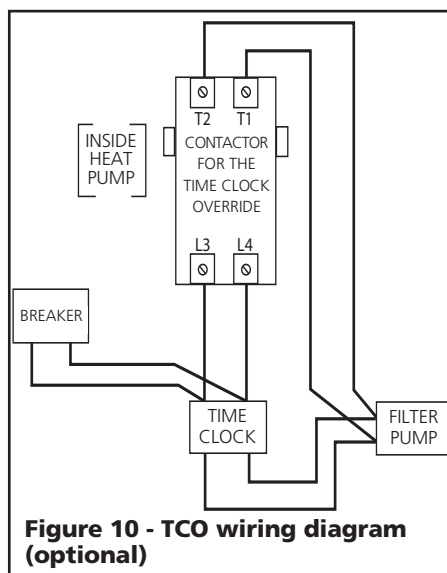 T2 T1
INSIDE
HEAT
PUMP
CONTACTOR
FOR THE
TIME CLOCK
OVERRIDE
L3 L4
BREAKER
TIME
CLOCK
FILTER
PUMP
Figure 10 - TCO wiring diagram
(optional)